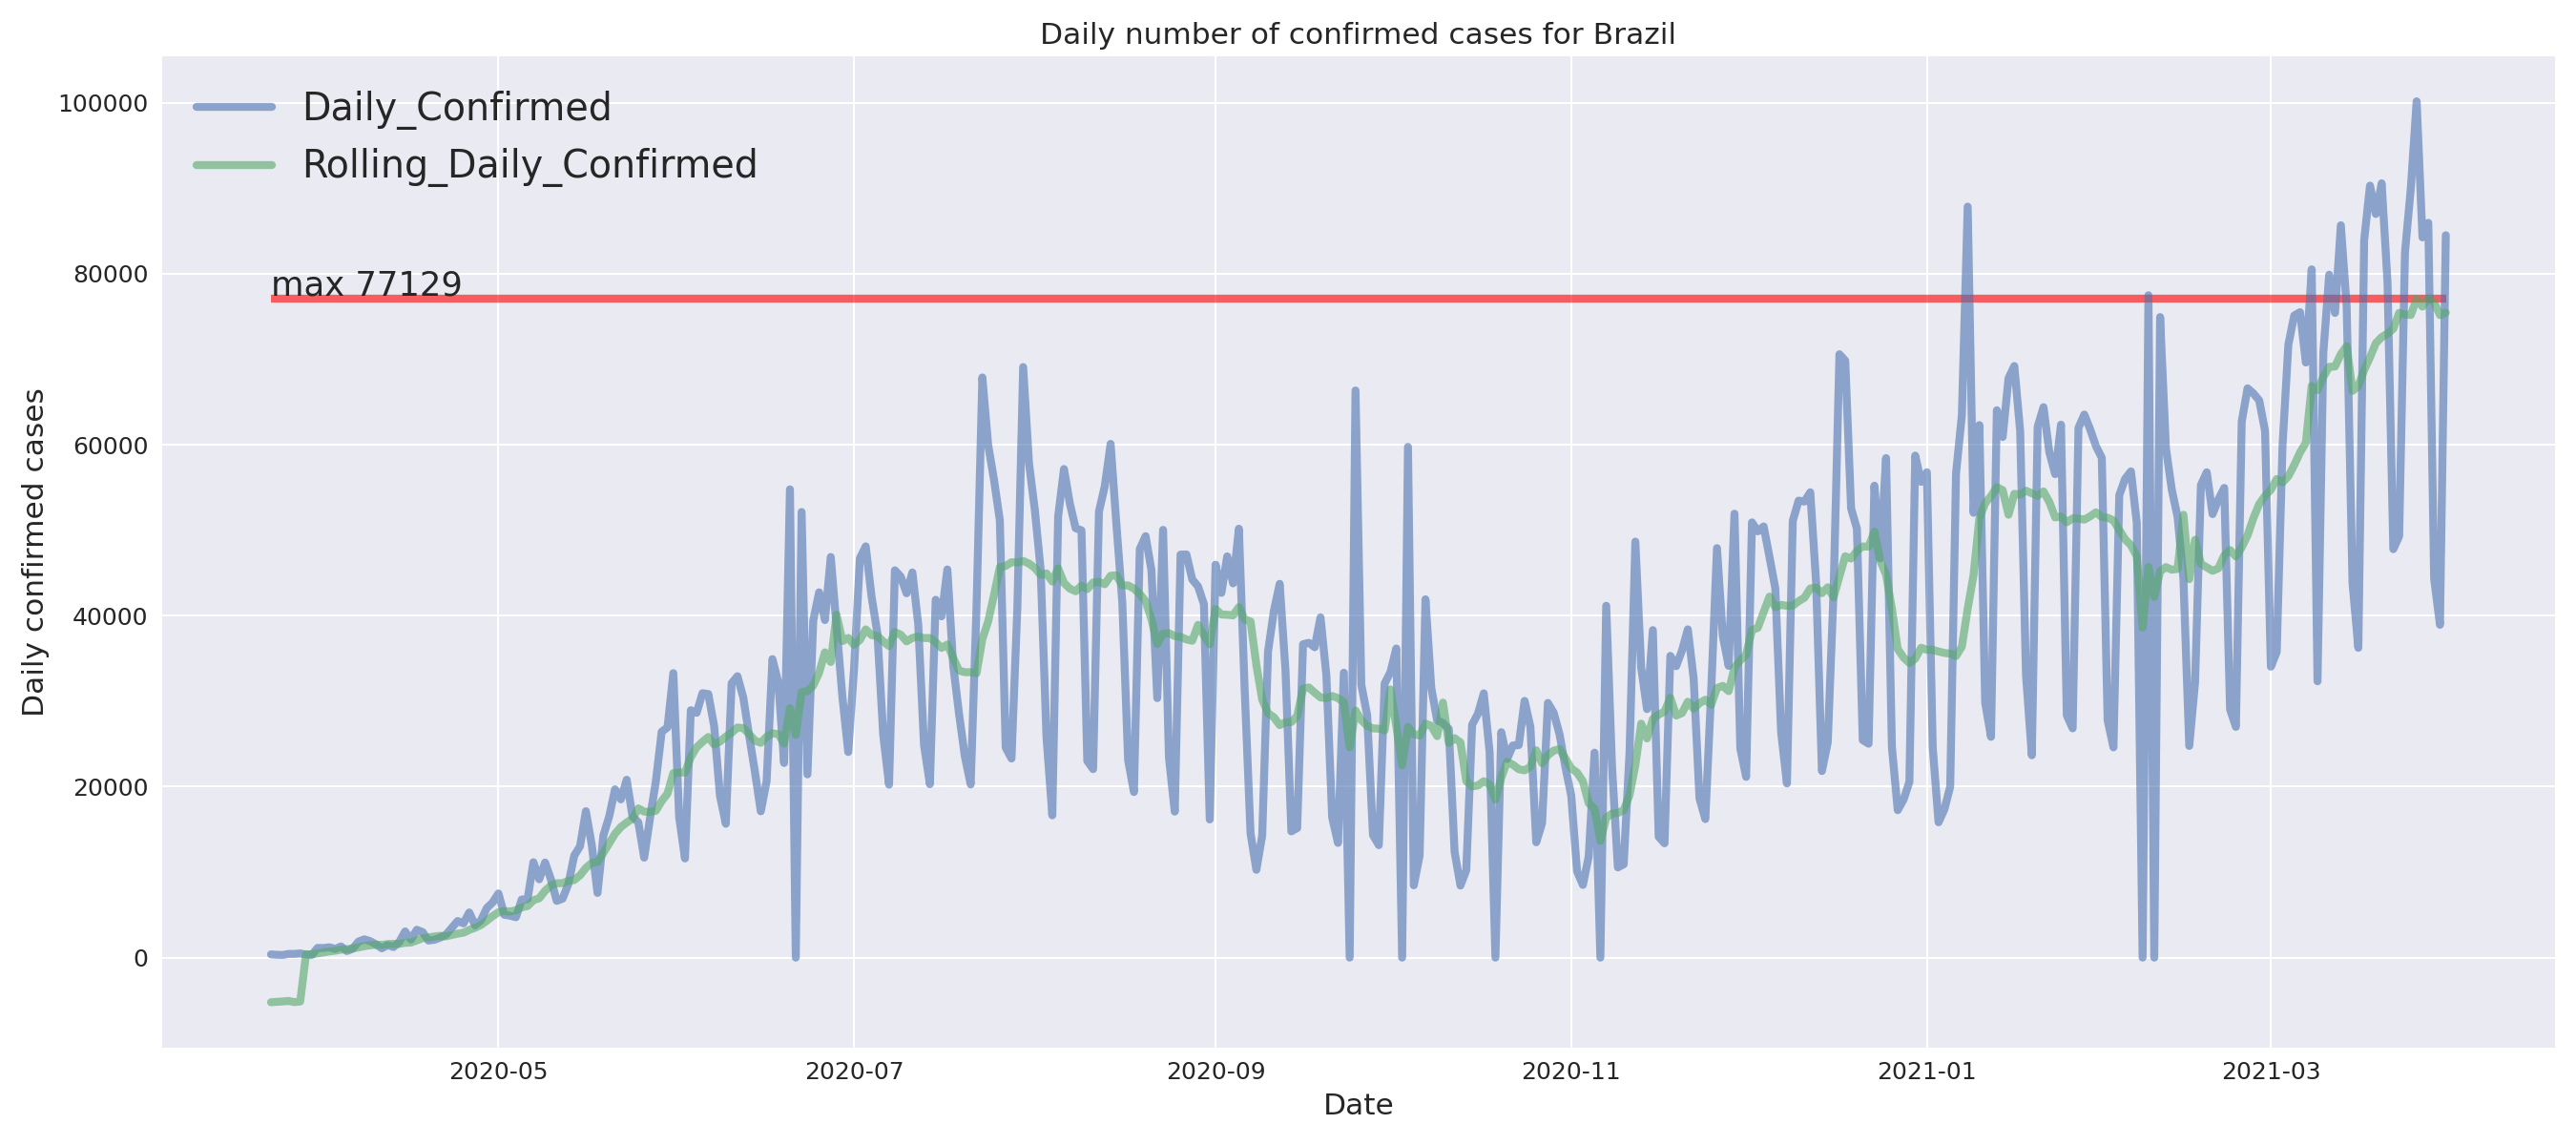 Daily number of confirmed cases for Brazil
Daily_Confirmed
Rolling_Daily_Confirmed
max 77129
Daily confirmed cases
100000
80000
60000
40000
20000
0
2020-05
2020-07
2020-09
2020-11
2021-01
2021-03
Date